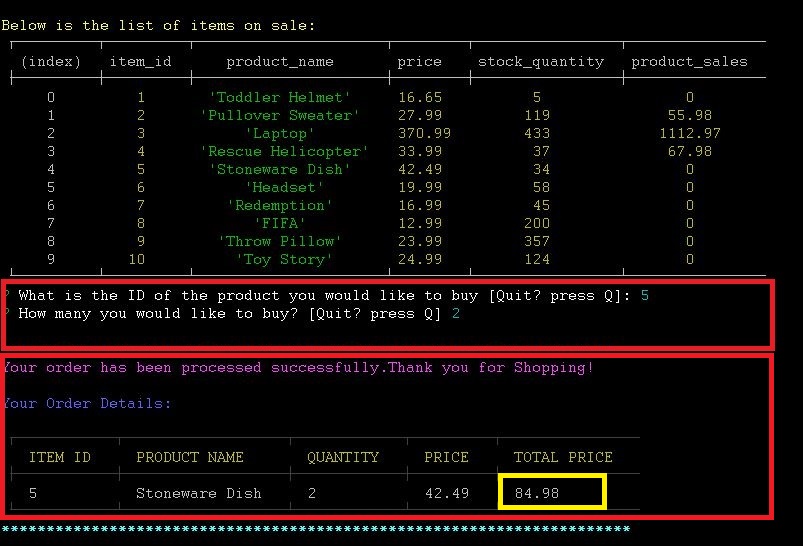 Below is the list of items on sale:
(index) item_id product_name price stock_quantity product_sales
0 1 'Toddler Helmet' 16.65 5 0
1 2 'Pullover Sweater' 27.99 119 55.98
2 3 'Laptop' 370.99 433 1112.97
3 4 'Rescue Helicopter' 33.99 37 67.98
4 5 'Stoneware Dish' 42.49 34 0
5 6 'Headset' 19.99 58 0
6 7 'Redemption' 16.99 45 0
7 8 'FIFA' 12.99 200 0
8 9 'Throw Pillow' 23.99 357 0
9 10 'Toy Story' 24.99 124 0
? What is the ID of the product you would like to buy [Quit? press Q]: 5
? How many you would like to buy? [Quit? press Q] 2
Your order has been processed successfully.Thank you for Shopping!
Your Order Details:
ITEM ID PRODUCT NAME QUANTITY PRICE TOTAL PRICE
5 Stoneware Dish 2 42.49 84.98
**********************************************************************